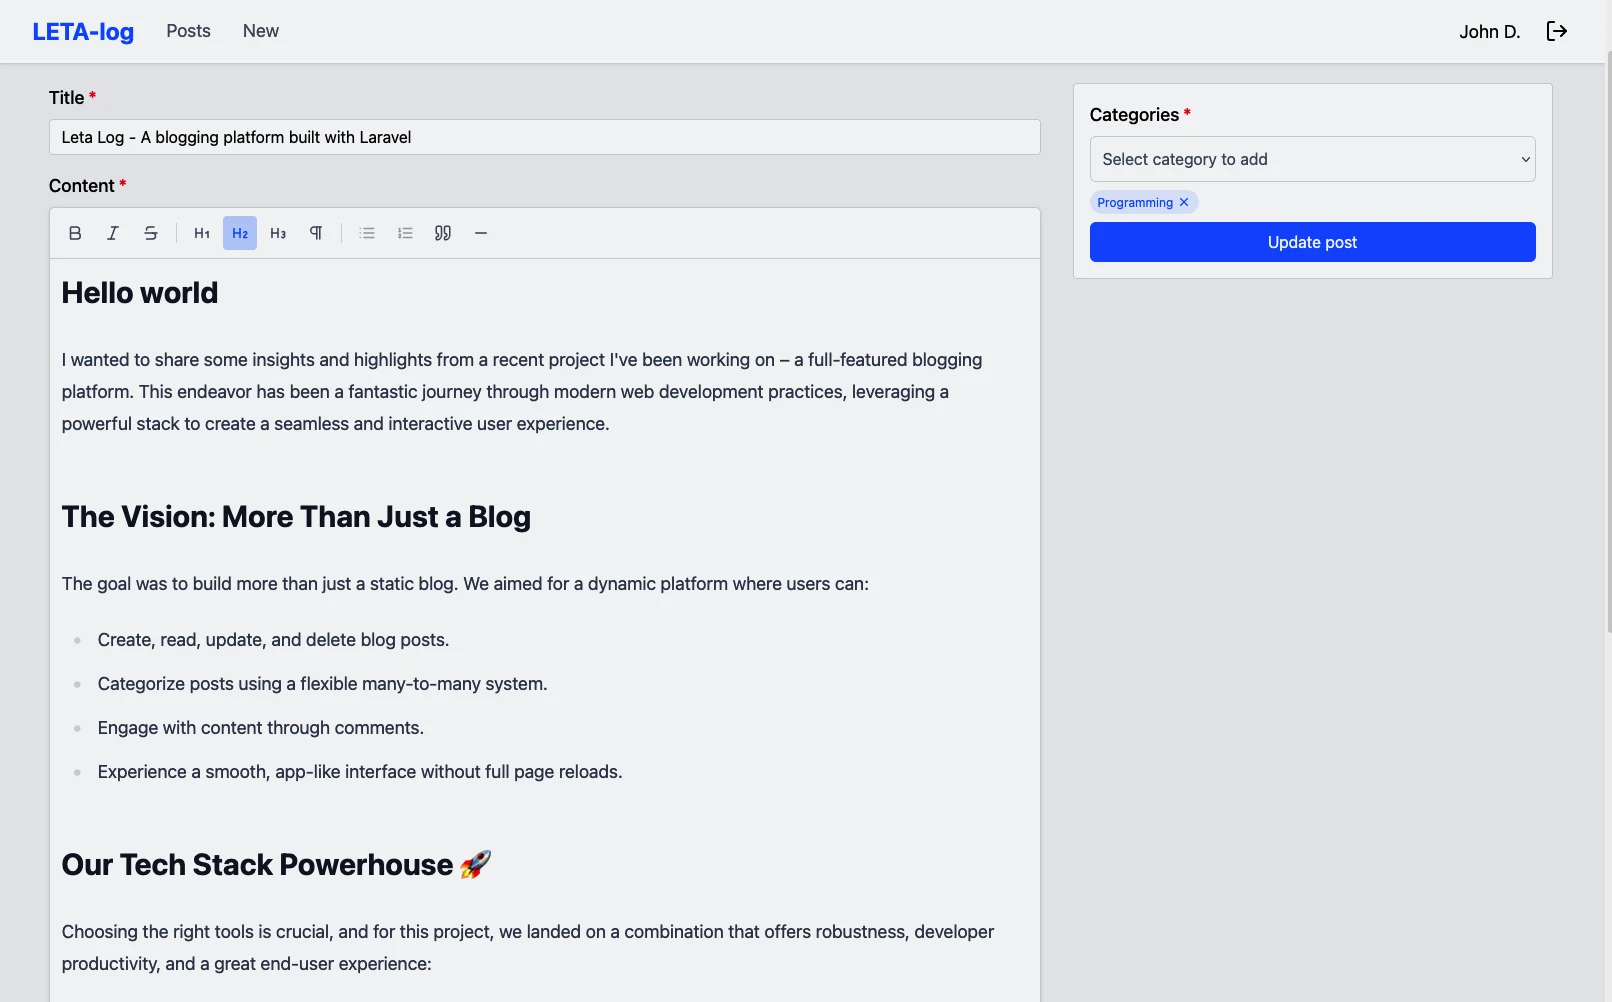 LETA-log
Posts
New
John D.
Title *
Leta Log - A blogging platform built with Laravel
Content *
B I S H1 H2 H3 ¶
Hello world
I wanted to share some insights and highlights from a recent project I've been working on – a full-featured blogging
platform. This endeavor has been a fantastic journey through modern web development practices, leveraging a
powerful stack to create a seamless and interactive user experience.
The Vision: More Than Just a Blog
The goal was to build more than just a static blog. We aimed for a dynamic platform where users can:
Create, read, update, and delete blog posts.
Categorize posts using a flexible many-to-many system.
Engage with content through comments.
Experience a smooth, app-like interface without full page reloads.
Our Tech Stack Powerhouse 🚀
Choosing the right tools is crucial, and for this project, we landed on a combination that offers robustness, developer
productivity, and a great end-user experience:
Categories *
Select category to add
Programming ✕
Update post